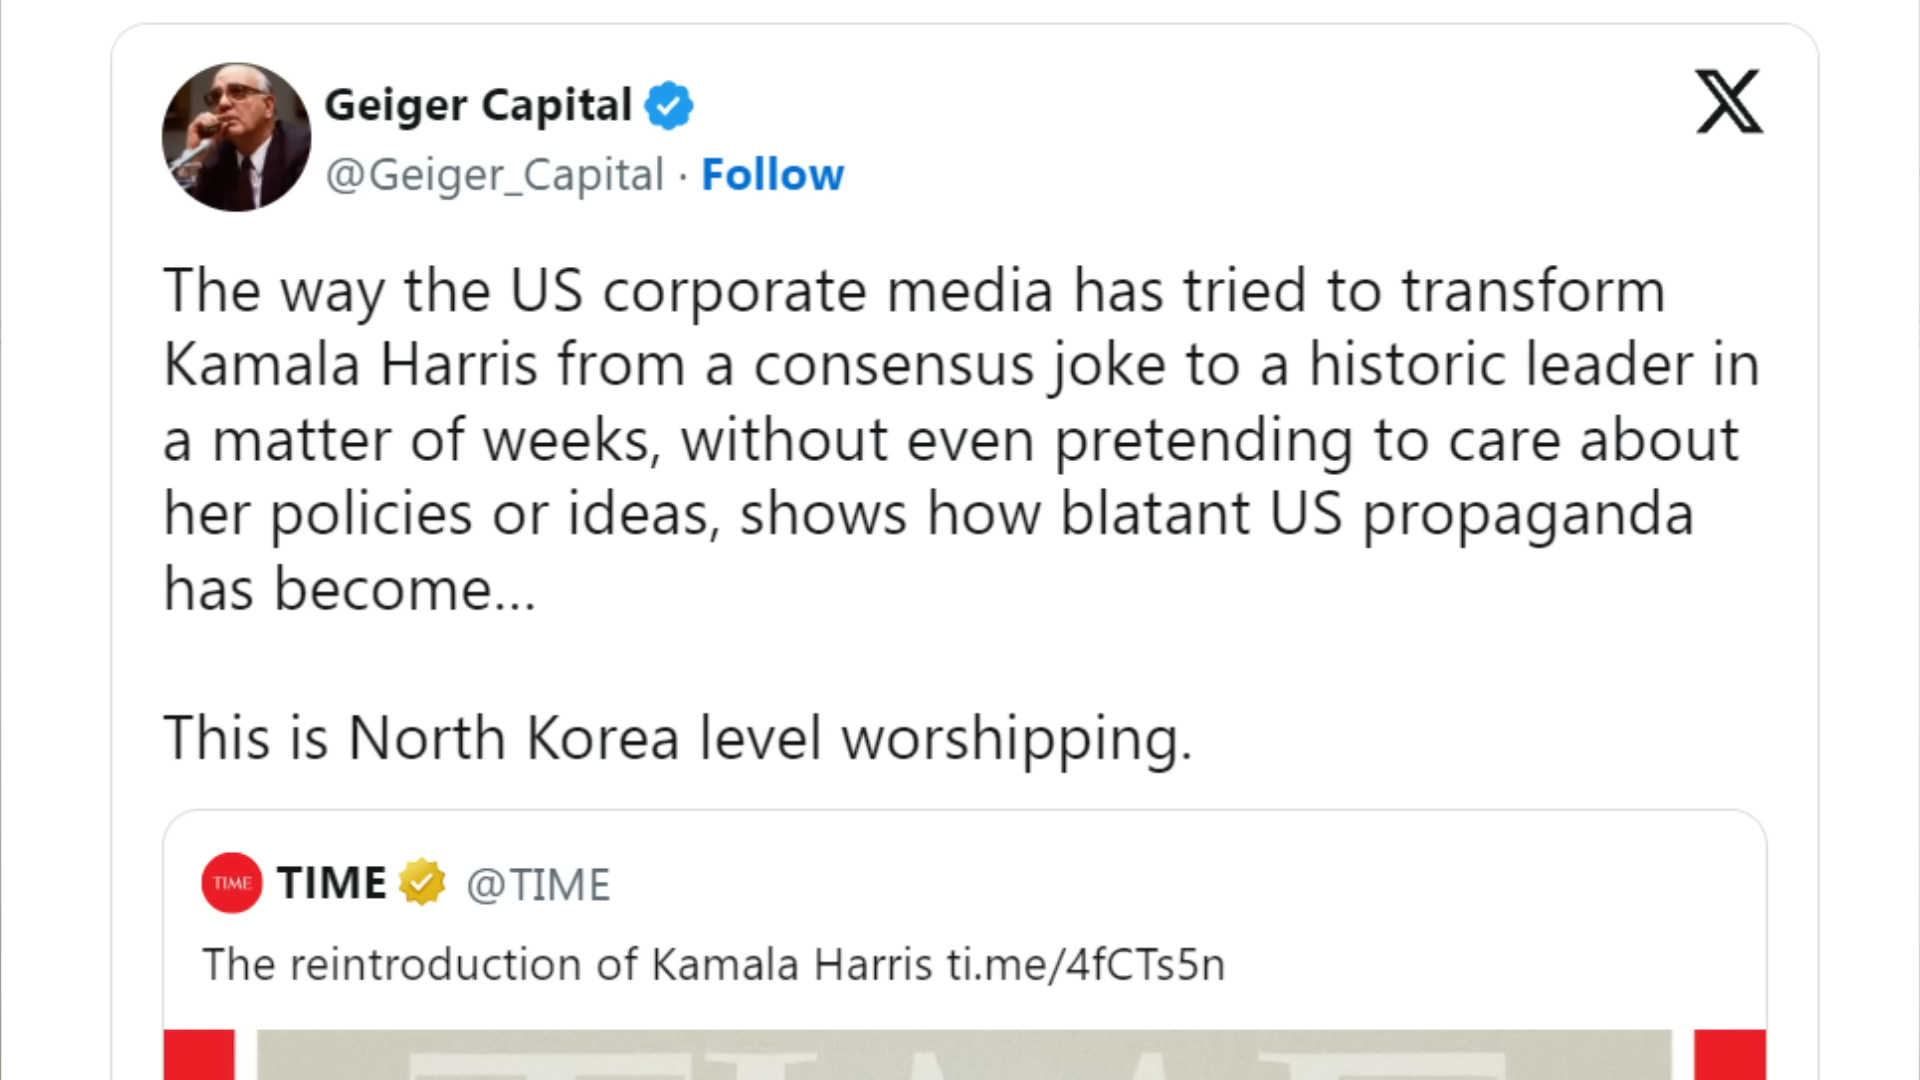 Geiger Capital
@Geiger_Capital · Follow
The way the US corporate media has tried to transform
Kamala Harris from a consensus joke to a historic leader in
a matter of weeks, without even pretending to care about
her policies or ideas, shows how blatant US propaganda
has become...
This is North Korea level worshipping.
TIME
TIME @TIME
The reintroduction of Kamala Harris ti.me/4fCTs5n
TIME